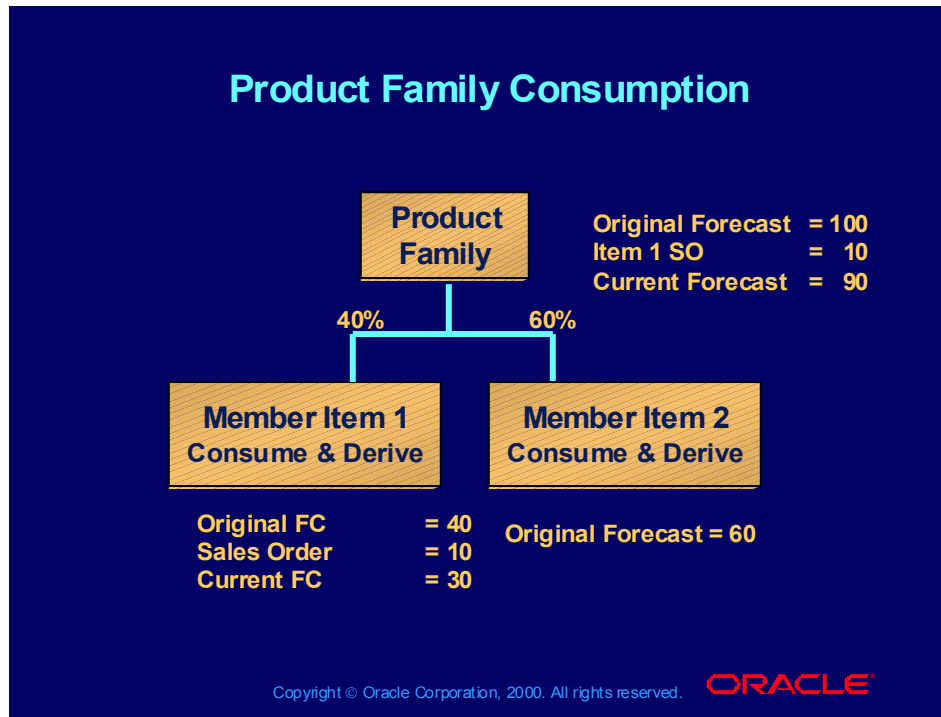 Product Family Consumption
Product
Family
Original Forecast = 100
Item 1 SO = 10
Current Forecast = 90
40%
60%
Member Item 1
Consume & Derive
Member Item 2
Consume & Derive
Original FC = 40
Sales Order = 10
Current FC = 30
Original Forecast = 60
Copyright © Oracle Corporation, 2000. All rights reserved.
ORACLE®